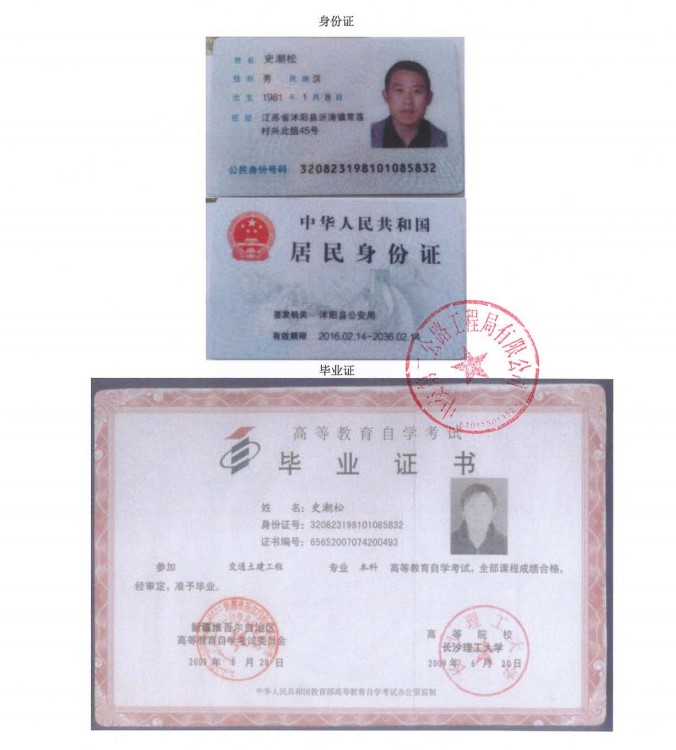 身份证
姓名 史潮松
性别 男 民族 汉
出生 1981 年 1 月 8 日
住址 江苏省沭阳县沂涛镇常荡
村兴北组45号
公民身份号码 320823198101085832
中华人民共和国
居民身份证
签发机关 沭阳县公安局
有效期限 2016.02.14-2036.02.14
公路工程局有限公司
毕业证
高等教育自学考试
毕业证书
姓 名：史潮松
身份证号：320823198101085832
证书编号：65652007074200493
参加 交通土建工程 专业 本科 高等教育自学考试，全部课程成绩合格，
经审定，准予毕业。
新疆维吾尔自治区
高等教育自学考试委员会
2009 年 6 月 20 日
高 等 院 校
长沙理工大学
2009 年 6 月 20 日
中华人民共和国教育部高等教育自学考试办公室监制